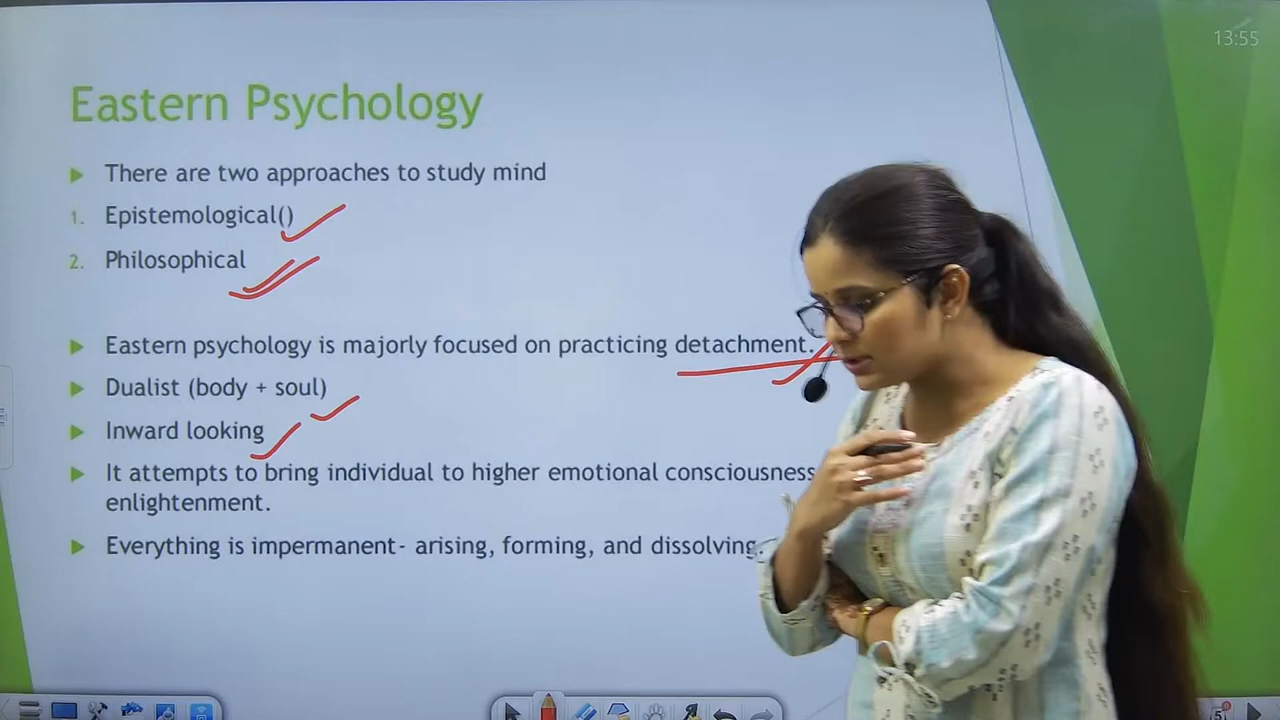 13:55
Eastern Psychology
There are two approaches to study mind
1. Epistemological()
2. Philosophical
Eastern psychology is majorly focused on practicing detachment.
Dualist (body + soul)
Inward looking
It attempts to bring individual to higher emotional consciousness
enlightenment.
Everything is impermanent- arising, forming, and dissolving.